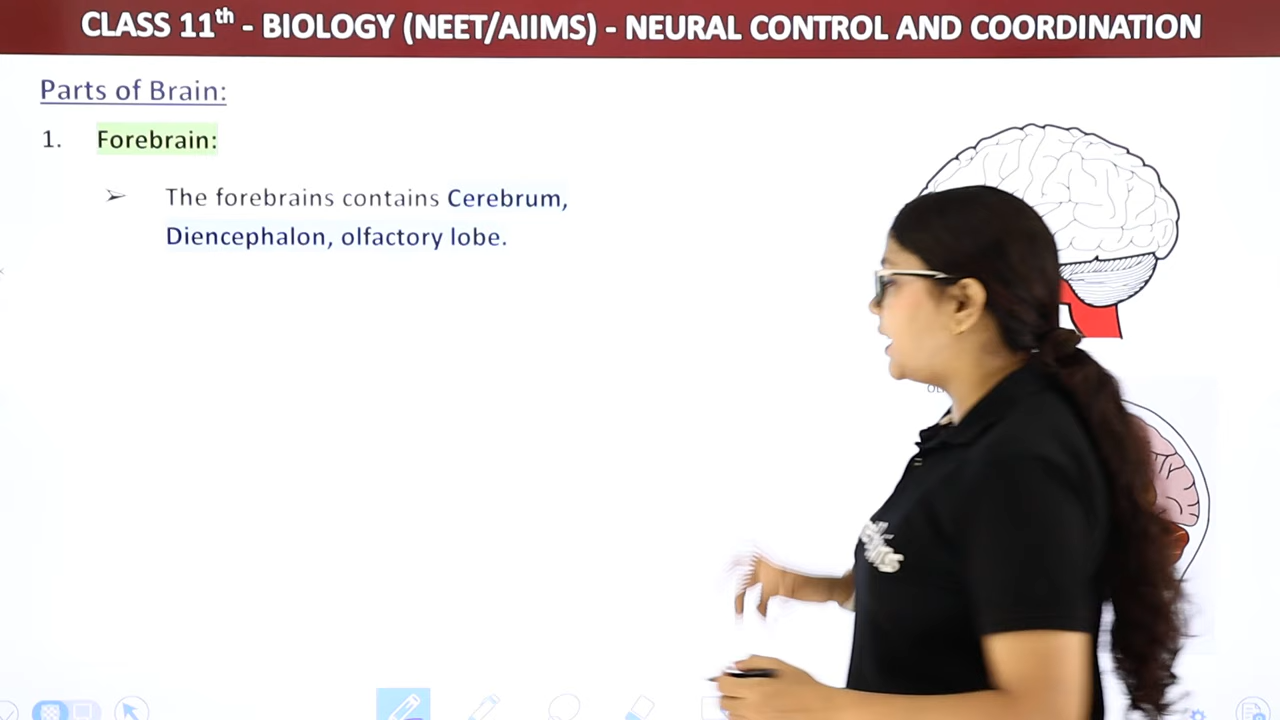 CLASS 11th - BIOLOGY (NEET/AIIMS) - NEURAL CONTROL AND COORDINATION
Parts of Brain:
1. Forebrain:
➢ The forebrains contains Cerebrum,
Diencephalon, olfactory lobe.